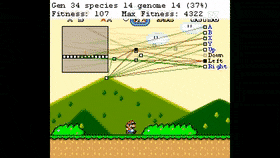 Gen 34 species 14 genome 14 (37%)
Fitness: 107 Max Fitness: 4322
A
B
X
Y
Up
Down
Left
Right